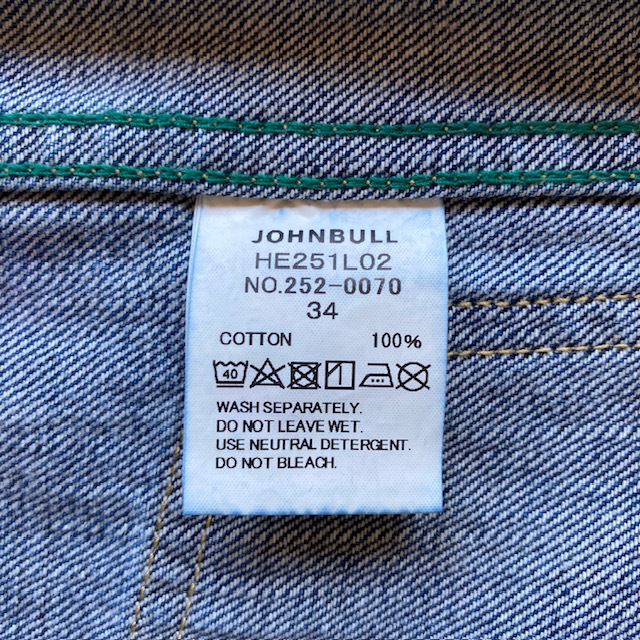 JOHNBULL
HE251L02
NO.252-0070
34
COTTON 100%
40
WASH SEPARATELY.
DO NOT LEAVE WET.
USE NEUTRAL DETERGENT.
DO NOT BLEACH.